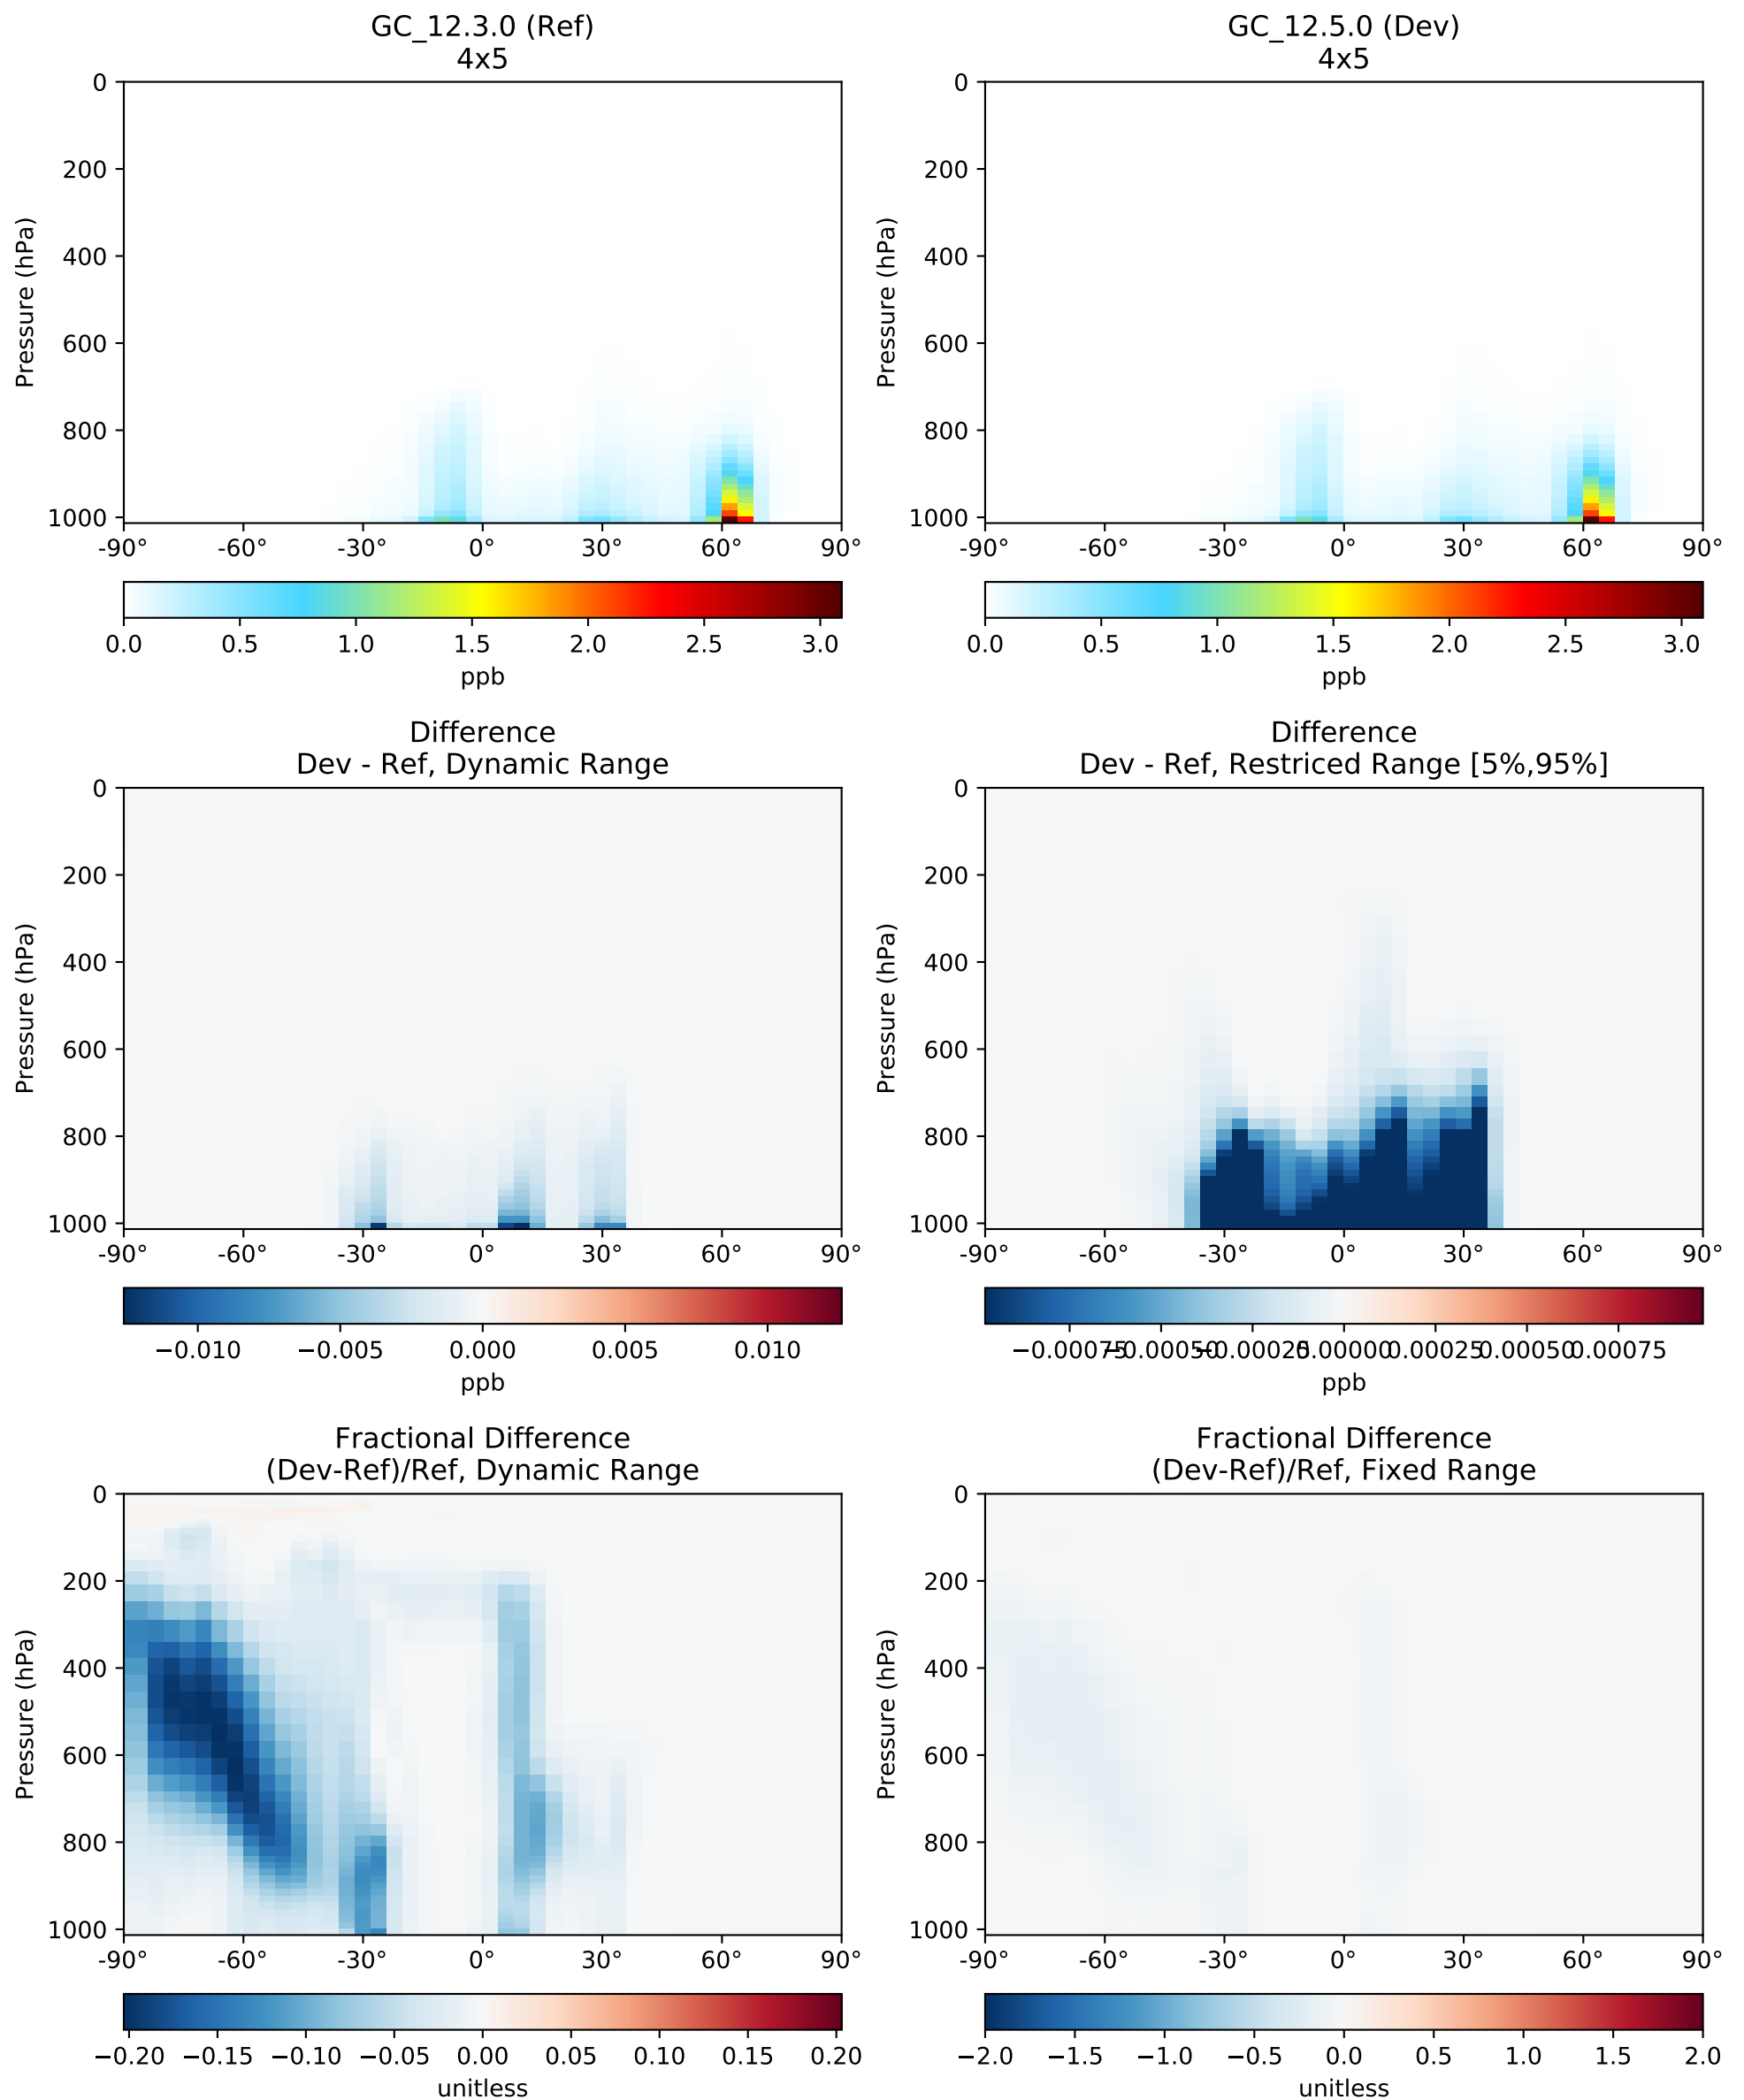 GC_12.3.0 (Ref)
4x5
0
200
400
600
800
1000
Pressure (hPa)
-90° -60° -30° 0° 30° 60° 90°
0.0 0.5 1.0 1.5 2.0 2.5 3.0
ppb
GC_12.5.0 (Dev)
4x5
0
200
400
600
800
1000
Pressure (hPa)
-90° -60° -30° 0° 30° 60° 90°
0.0 0.5 1.0 1.5 2.0 2.5 3.0
ppb
Difference
Dev - Ref, Dynamic Range
0
200
400
600
800
1000
Pressure (hPa)
-90° -60° -30° 0° 30° 60° 90°
−0.010 −0.005 0.000 0.005 0.010
ppb
Difference
Dev - Ref, Restriced Range [5%,95%]
0
200
400
600
800
1000
Pressure (hPa)
-90° -60° -30° 0° 30° 60° 90°
−0.00075 −0.00050 −0.00025 0.00000 0.00025 0.00050 0.00075
ppb
Fractional Difference
(Dev-Ref)/Ref, Dynamic Range
0
200
400
600
800
1000
Pressure (hPa)
-90° -60° -30° 0° 30° 60° 90°
−0.20 −0.15 −0.10 −0.05 0.00 0.05 0.10 0.15 0.20
unitless
Fractional Difference
(Dev-Ref)/Ref, Fixed Range
0
200
400
600
800
1000
Pressure (hPa)
-90° -60° -30° 0° 30° 60° 90°
−2.0 −1.5 −1.0 −0.5 0.0 0.5 1.0 1.5 2.0
unitless